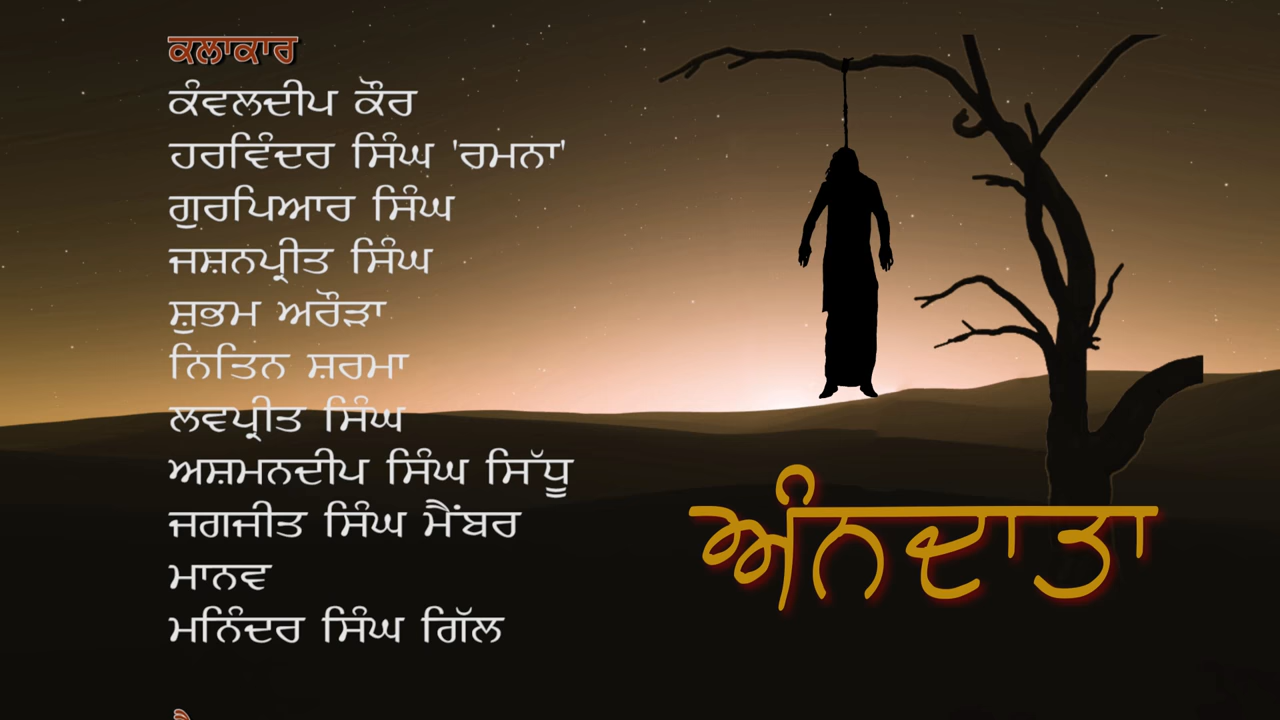 ਕਲਾਕਾਰ
ਕੰਵਲਦੀਪ ਕੌਰ
ਹਰਵਿੰਦਰ ਸਿੰਘ 'ਰਮਨਾ'
ਗੁਰਪਿਆਰ ਸਿੰਘ
ਜਸ਼ਨਪ੍ਰੀਤ ਸਿੰਘ
ਸ਼ੁਭਮ ਅਰੌੜਾ
ਨਿਤਿਨ ਸ਼ਰਮਾ
ਲਵਪ੍ਰੀਤ ਸਿੰਘ
ਅਸ਼ਮਨਦੀਪ ਸਿੰਘ ਸਿੱਧੂ
ਜਗਜੀਤ ਸਿੰਘ ਮੈਂਬਰ
ਮਾਨਵ
ਮਨਿੰਦਰ ਸਿੰਘ ਗਿੱਲ
ਅੰਨਦਾਤਾ